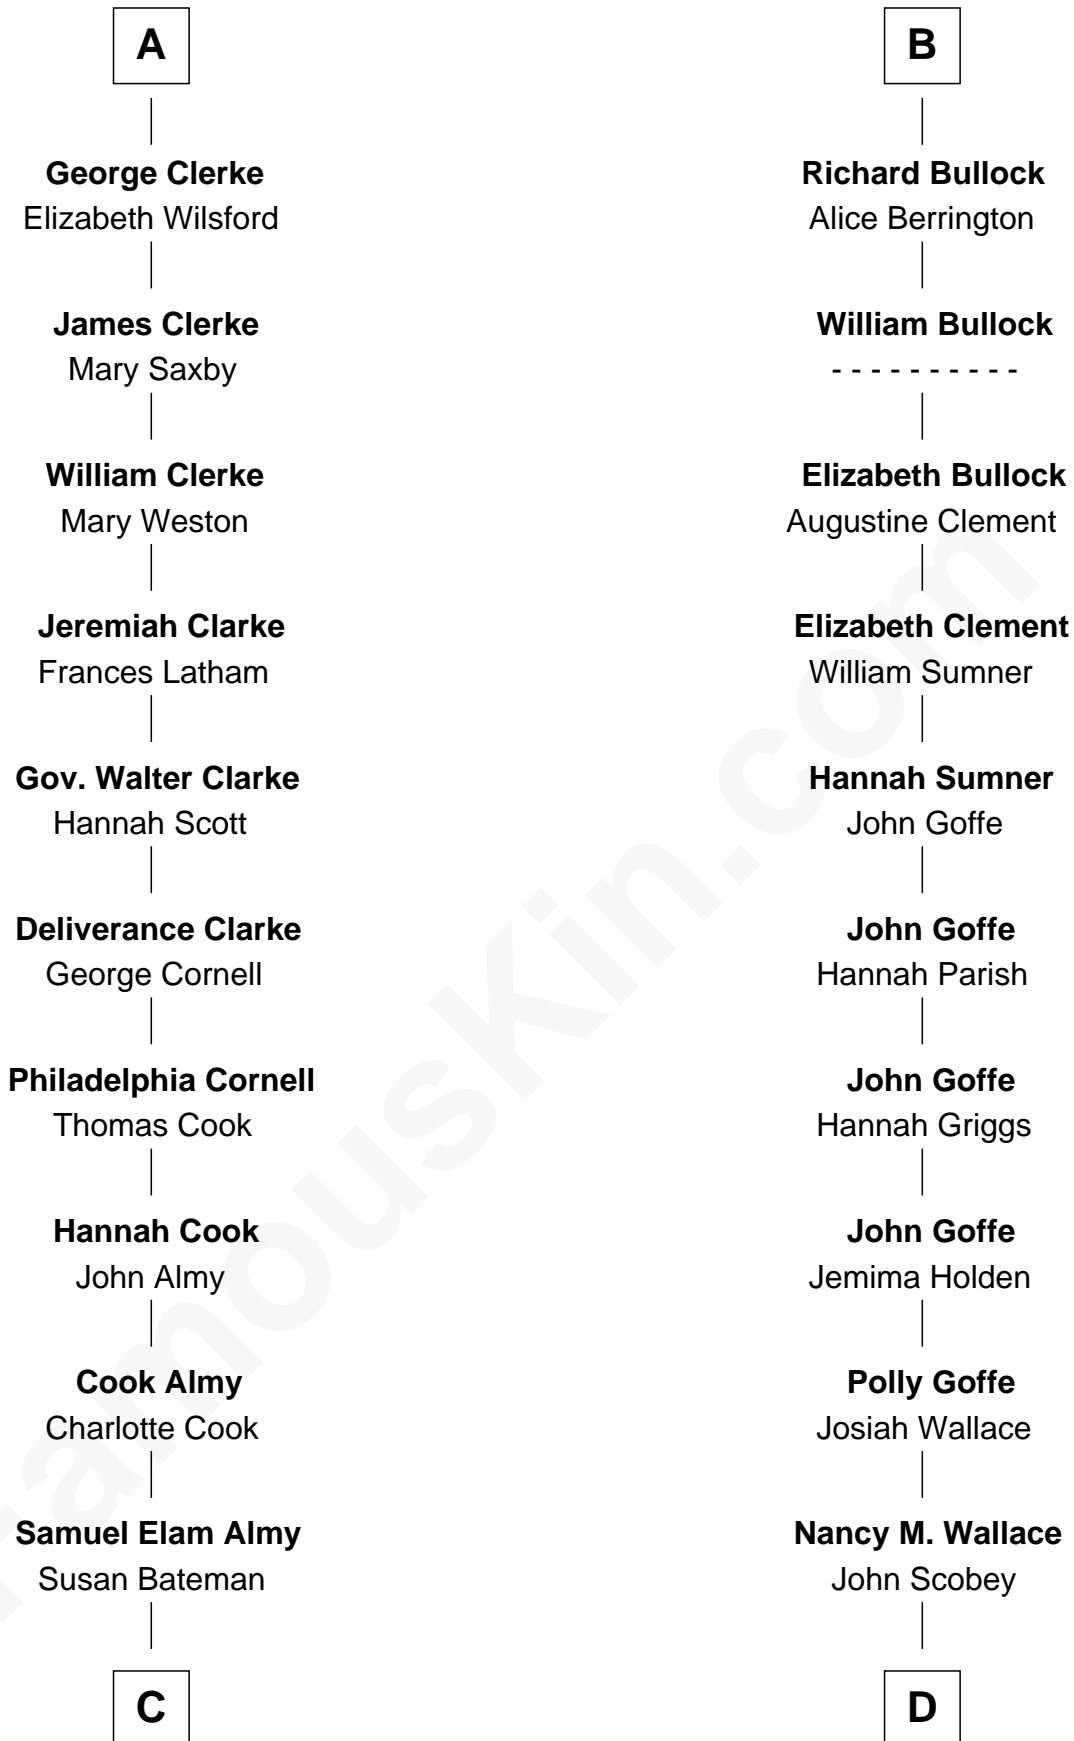 A
George Clerke
Elizabeth Wilsford
James Clerke
Mary Saxby
William Clerke
Mary Weston
Jeremiah Clarke
Frances Latham
Gov. Walter Clarke
Hannah Scott
Deliverance Clarke
George Cornell
Philadelphia Cornell
Thomas Cook
Hannah Cook
John Almy
Cook Almy
Charlotte Cook
Samuel Elam Almy
Susan Bateman
C
B
Richard Bullock
Alice Berrington
William Bullock
- - - - - - - - - -
Elizabeth Bullock
Augustine Clement
Elizabeth Clement
William Sumner
Hannah Sumner
John Goffe
John Goffe
Hannah Parish
John Goffe
Hannah Griggs
John Goffe
Jemima Holden
Polly Goffe
Josiah Wallace
Nancy M. Wallace
John Scobey
D
FamousKin.com